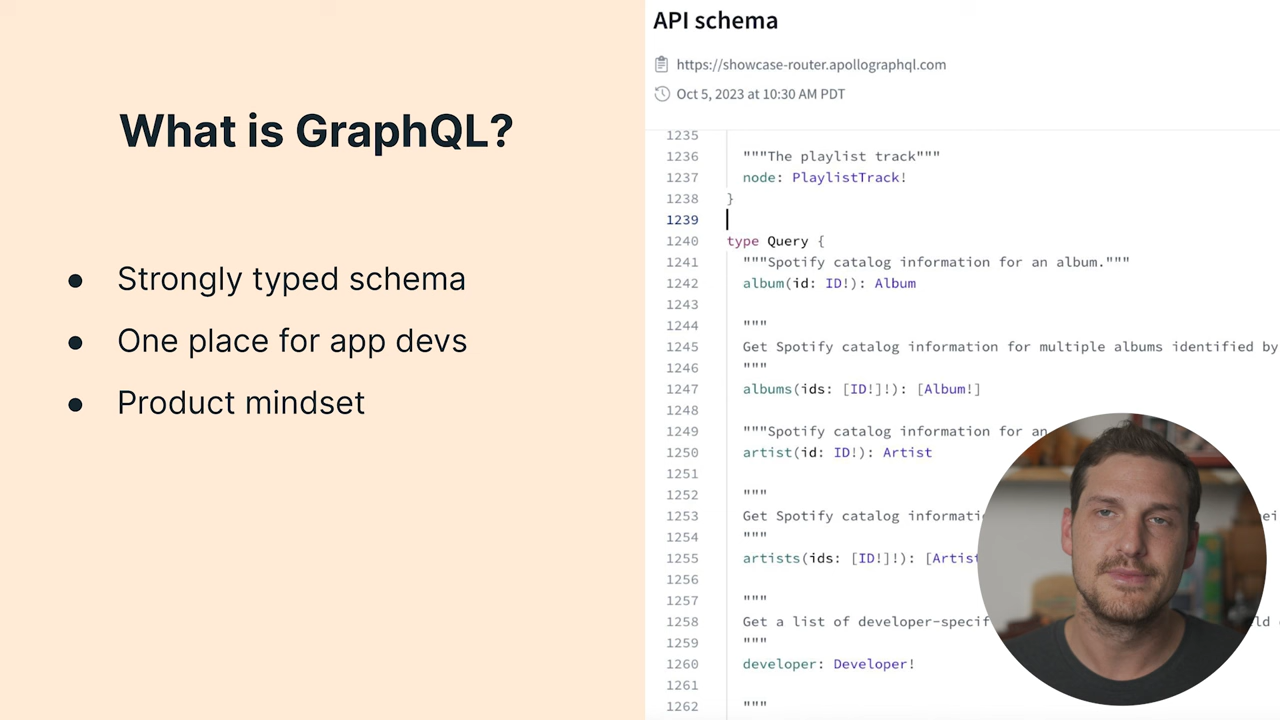 What is GraphQL?
● Strongly typed schema
● One place for app devs
● Product mindset
API schema
https://showcase-router.apollographql.com
Oct 5, 2023 at 10:30 AM PDT
1235
1236 """The playlist track"""
1237 node: PlaylistTrack!
1238 }
1239
1240 type Query {
1241 """Spotify catalog information for an album."""
1242 album(id: ID!): Album
1243
1244 """
1245 Get Spotify catalog information for multiple albums identified by
1246 """
1247 albums(ids: [ID!]!): [Album!]
1248
1249 """Spotify catalog information for an
1250 artist(id: ID!): Artist
1251
1252 """
1253 Get Spotify catalog informati
1254 """
1255 artists(ids: [ID!]!): [Artist
1256
1257 """
1258 Get a list of developer-specif
1259 """
1260 developer: Developer!
1261
1262 """